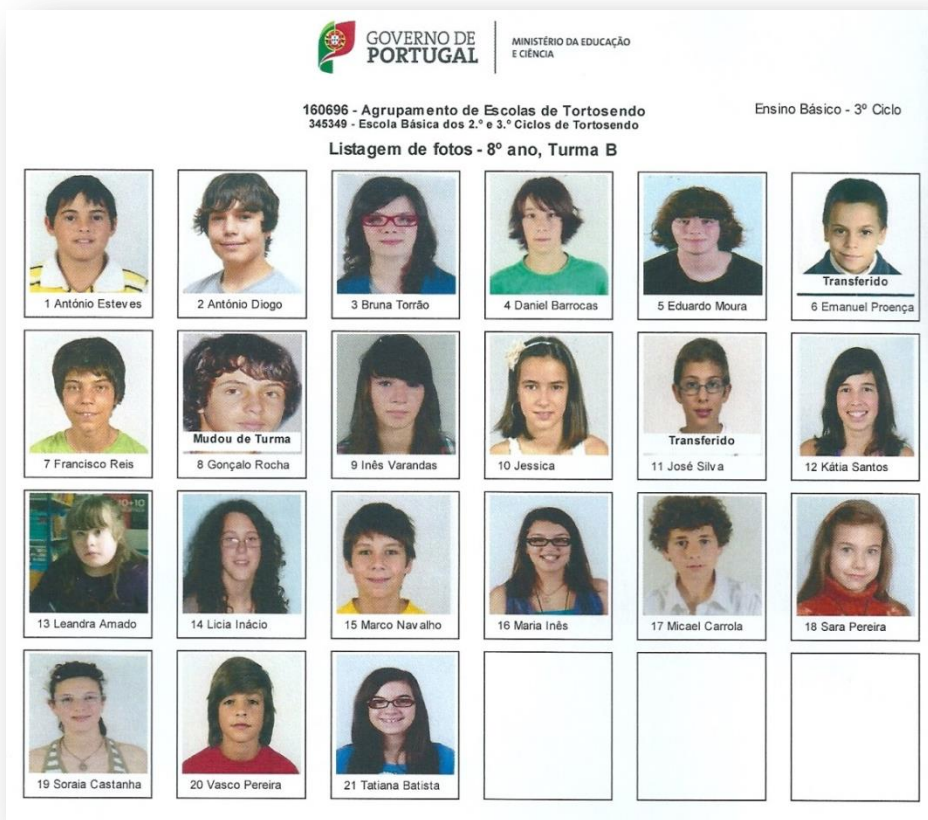 GOVERNO DE
PORTUGAL
MINISTÉRIO DA EDUCAÇÃO
E CIÊNCIA
160696 - Agrupamento de Escolas de Tortosendo
345349 - Escola Básica dos 2.º e 3.º Ciclos de Tortosendo
Ensino Básico - 3º Ciclo
Listagem de fotos - 8º ano, Turma B
1 António Esteves
2 António Diogo
3 Bruna Torrão
4 Daniel Barrocas
5 Eduardo Moura
Transferido
6 Emanuel Proença
7 Francisco Reis
Mudou de Turma
8 Gonçalo Rocha
9 Inês Varandas
10 Jessica
Transferido
11 José Silva
12 Kátia Santos
10+10
13 Leandra Amado
14 Licia Inácio
15 Marco Navalho
16 Maria Inês
17 Micael Carrola
18 Sara Pereira
19 Soraia Castanha
20 Vasco Pereira
21 Tatiana Batista